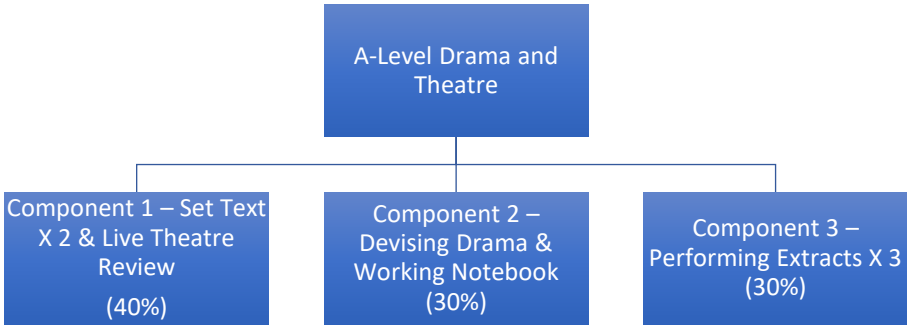 A-Level Drama and
Theatre
Component 1 – Set Text
X 2 & Live Theatre
Review
(40%)
Component 2 –
Devising Drama &
Working Notebook
(30%)
Component 3 –
Performing Extracts X 3
(30%)